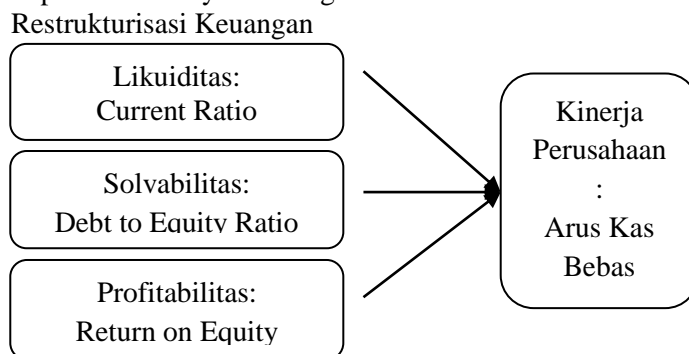 Restrukturisasi Keuangan
Likuiditas:
Current Ratio
Solvabilitas:
Debt to Equity Ratio
Profitabilitas:
Return on Equity
Kinerja
Perusahaan
:
Arus Kas
Bebas